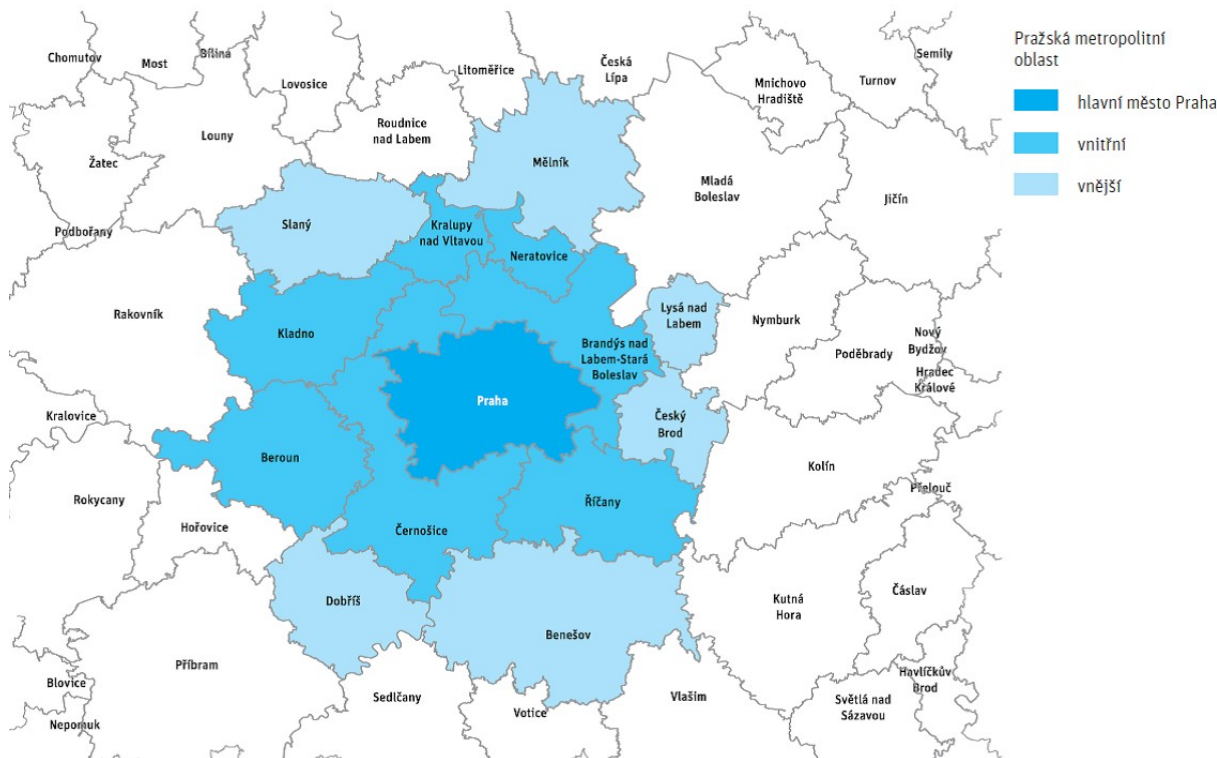 Chomutov
Most
Bílina
Lovosice
Litoměřice
Česká
Lípa
Mnichovo
Hradiště
Turnov
Semily
Pražská metropolitní
oblast
hlavní město Praha
vnitřní
vnější
Žatec
Louny
Roudnice
nad Labem
Mělník
Mladá
Boleslav
Jičín
Podbořany
Slaný
Kralupy
nad Vltavou
Neratovice
Rakovník
Kladno
Lysá nad
Labem
Nymburk
Poděbrady
Nový
Bydžov
Hradec
Králové
Brandýs nad
Labem-Stará
Boleslav
Praha
Český
Brod
Kralovice
Beroun
Kolín
Přelouč
Rokycany
Hořovice
Černošice
Říčany
Dobříš
Benešov
Kutná
Hora
Čáslav
Příbram
Blovice
Nepomuk
Sedlčany
Votice
Vlašim
Světlá nad
Sázavou
Havlíčkův
Brod